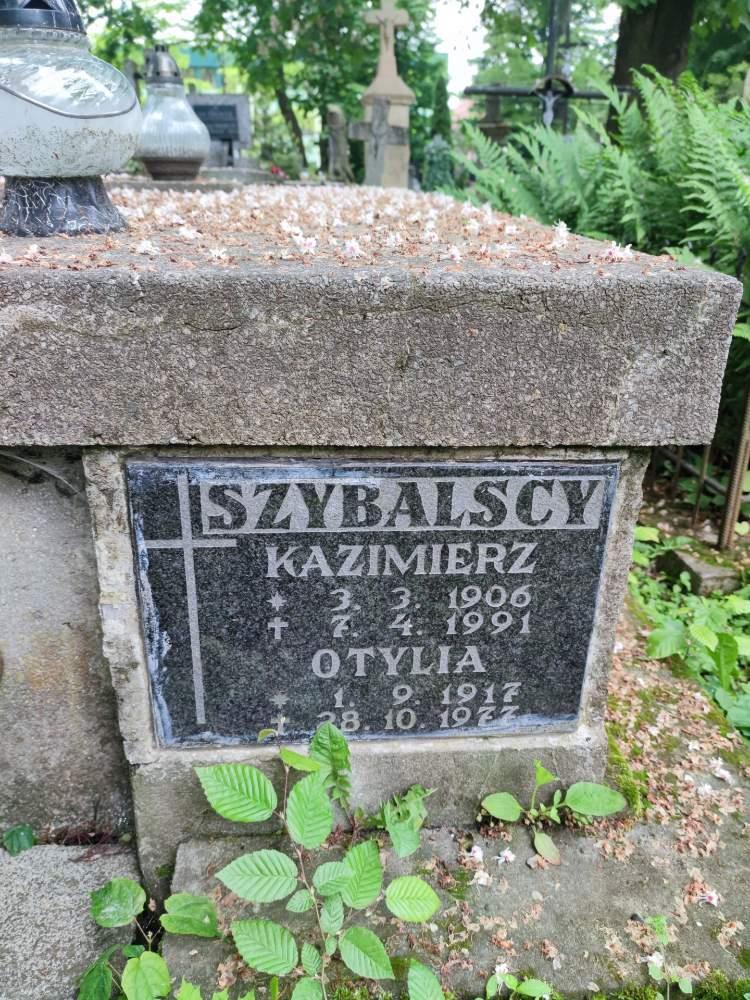 SZYBALSCY
KAZIMIERZ
* 3. 3. 1906
† 7. 4. 1991
OTYLIA
* 1. 9. 1917
† 28. 10. 1977